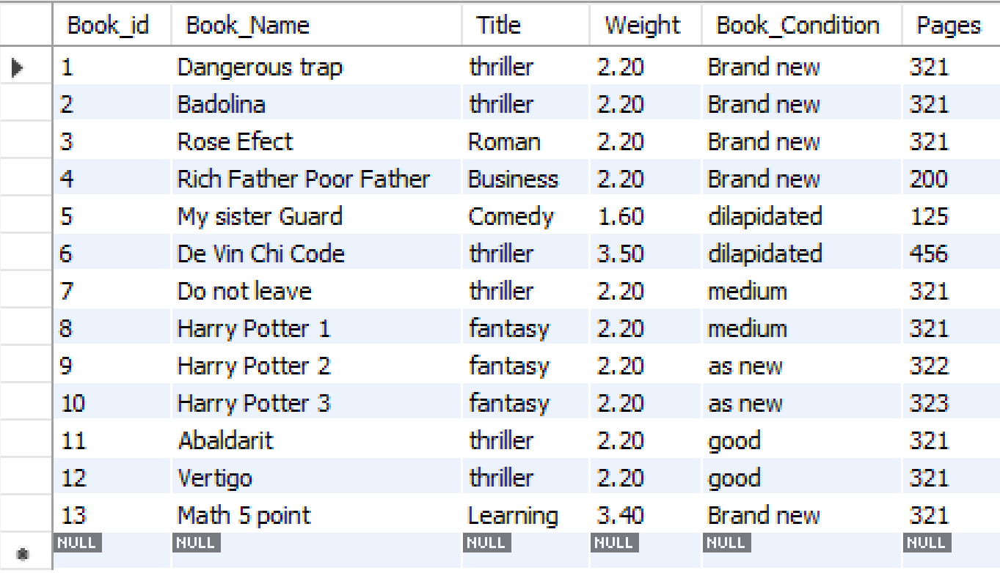 Book_id Book_Name Title Weight Book_Condition Pages
1 Dangerous trap thriller 2.20 Brand new 321
2 Badolina thriller 2.20 Brand new 321
3 Rose Efect Roman 2.20 Brand new 321
4 Rich Father Poor Father Business 2.20 Brand new 200
5 My sister Guard Comedy 1.60 dilapidated 125
6 De Vin Chi Code thriller 3.50 dilapidated 456
7 Do not leave thriller 2.20 medium 321
8 Harry Potter 1 fantasy 2.20 medium 321
9 Harry Potter 2 fantasy 2.20 as new 322
10 Harry Potter 3 fantasy 2.20 as new 323
11 Abaldarit thriller 2.20 good 321
12 Vertigo thriller 2.20 good 321
13 Math 5 point Learning 3.40 Brand new 321
NULL NULL NULL NULL NULL NULL